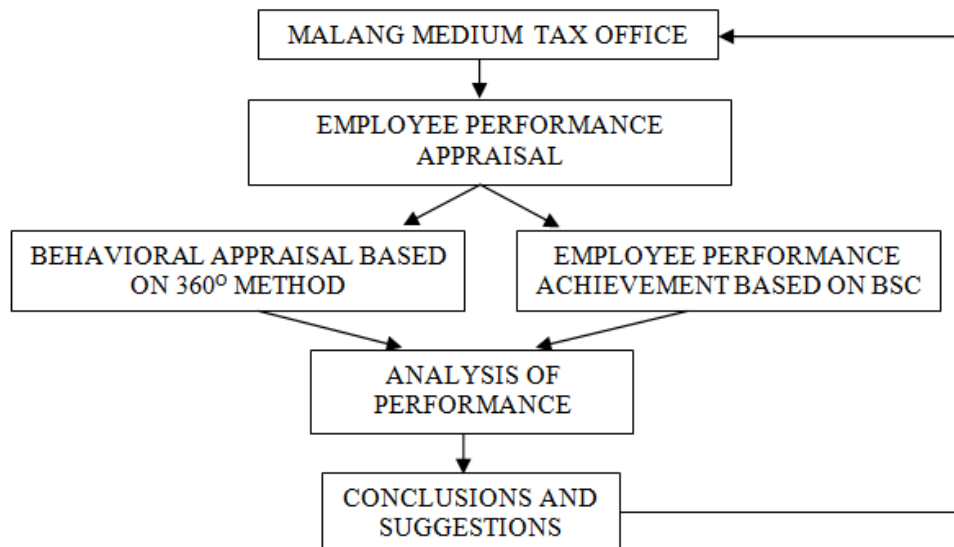 MALANG MEDIUM TAX OFFICE
EMPLOYEE PERFORMANCE
APPRAISAL
BEHAVIORAL APPRAISAL BASED
ON 360° METHOD
EMPLOYEE PERFORMANCE
ACHIEVEMENT BASED ON BSC
ANALYSIS OF
PERFORMANCE
CONCLUSIONS AND
SUGGESTIONS